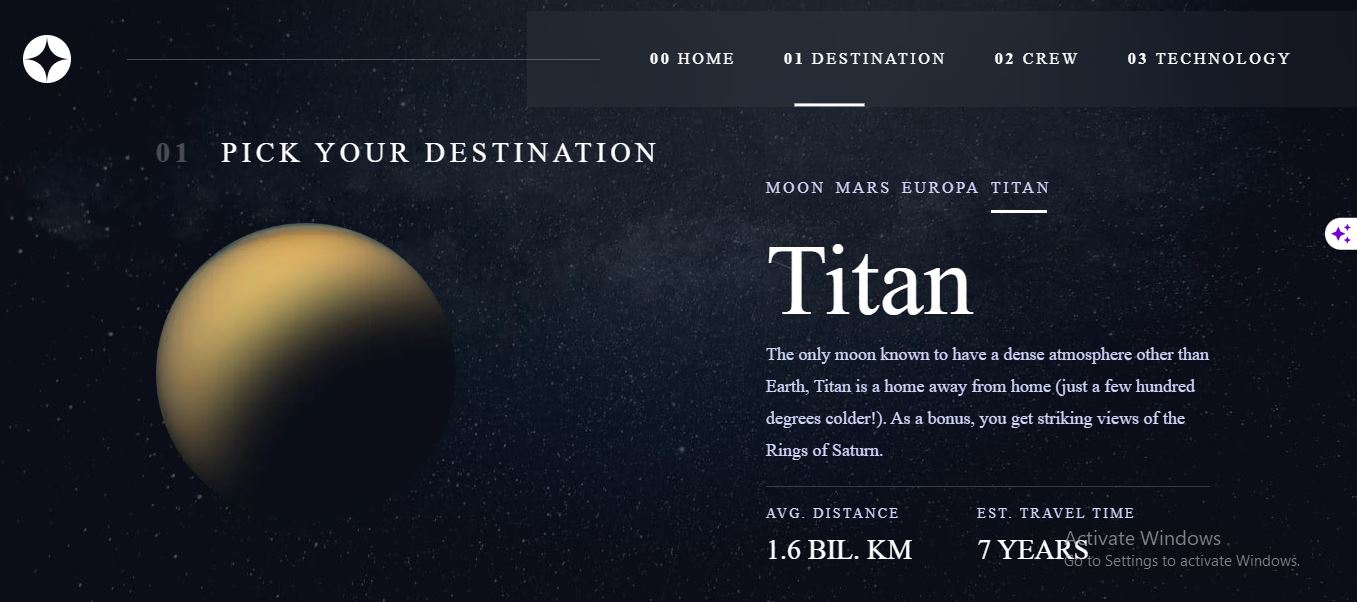 00 HOME 01 DESTINATION 02 CREW 03 TECHNOLOGY
01 PICK YOUR DESTINATION
MOON MARS EUROPA TITAN
Titan
The only moon known to have a dense atmosphere other than
Earth, Titan is a home away from home (just a few hundred
degrees colder!). As a bonus, you get striking views of the
Rings of Saturn.
AVG. DISTANCE
1.6 BIL. KM
EST. TRAVEL TIME
7 YEARS
Activate Windows
Go to Settings to activate Windows.